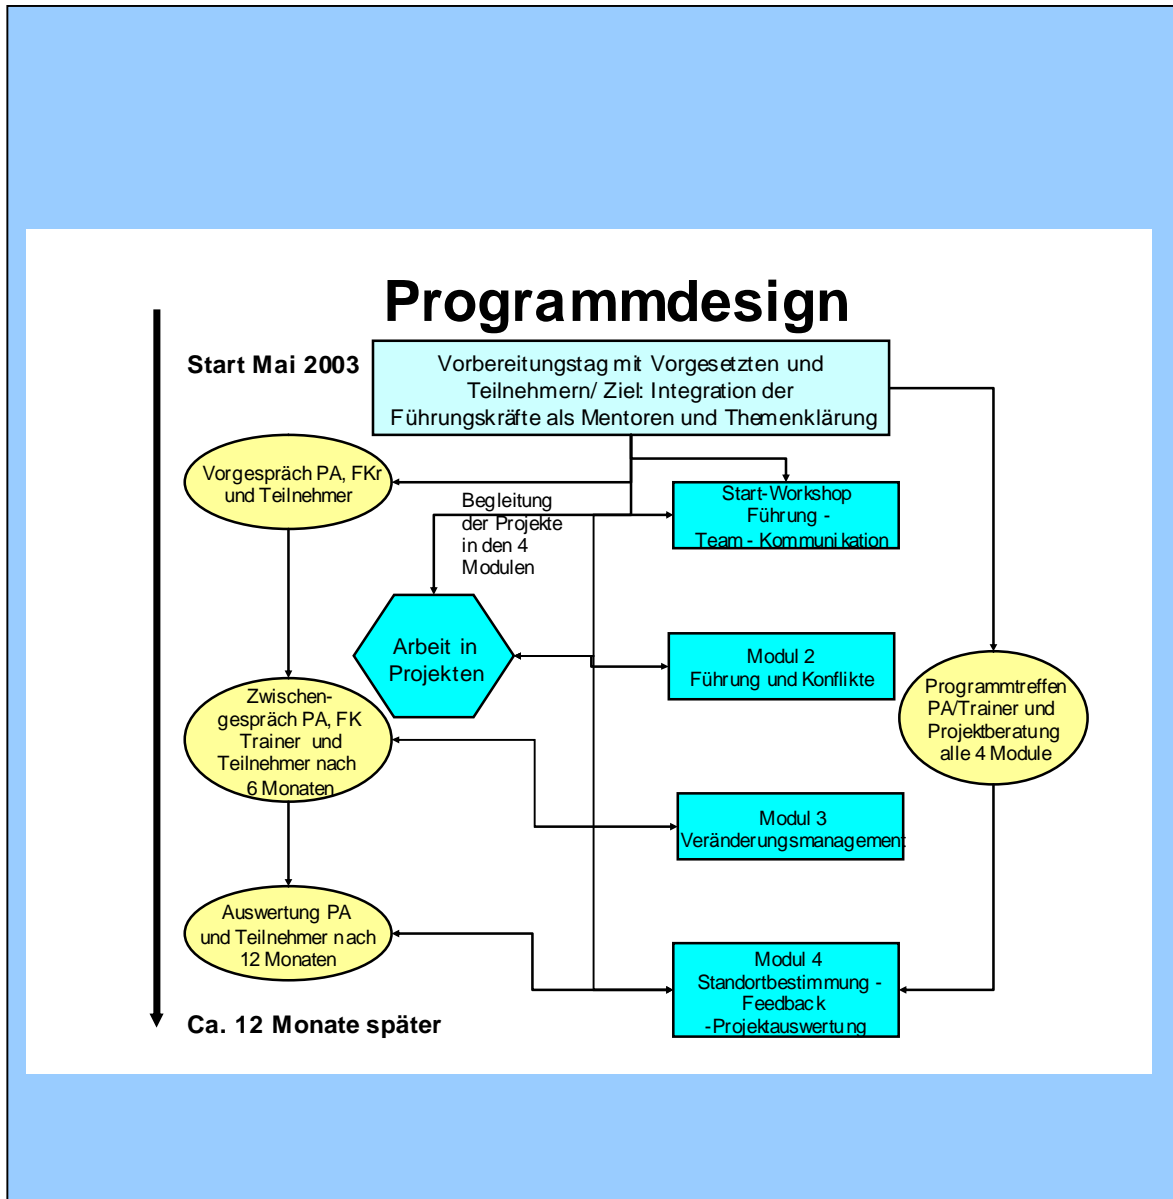 Programmdesign
Start Mai 2003
Vorbereitungstag mit Vorgesetzten und
Teilnehmern/ Ziel: Integration der
Führungskräfte als Mentoren und Themenklärung
Vorgespräch PA, FKr
und Teilnehmer
Begleitung
der Projekte
in den 4
Modulen
Start-Workshop
Führung -
Team - Kommunikation
Arbeit in
Projekten
Modul 2
Führung und Konflikte
Programmtreffen
PA/Trainer und
Projektberatung
alle 4 Module
Zwischen-
gespräch PA, FK
Trainer und
Teilnehmer nach
6 Monaten
Modul 3
Veränderungsmanagement
Auswertung PA
und Teilnehmer nach
12 Monaten
Modul 4
Standortbestimmung -
Feedback
-Projektauswertung
Ca. 12 Monate später